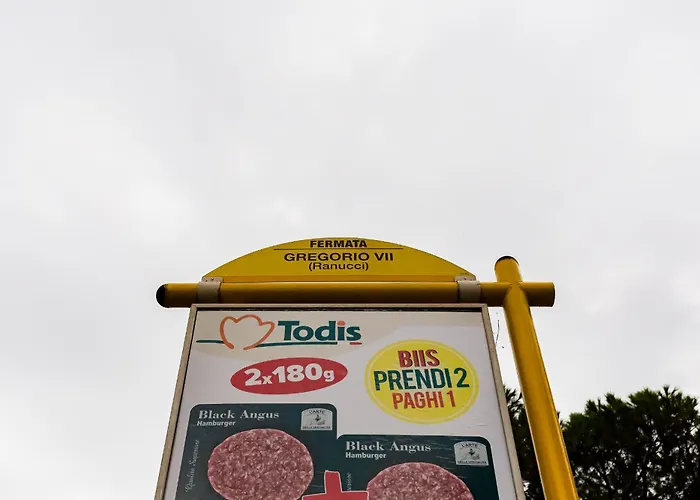 FERMATA
GREGORIO VII
(Ranucci)
Todis
2x180g
BIIS
PRENDI 2
PAGHI 1
Black Angus
Hamburger
Black Angus
Hamburger